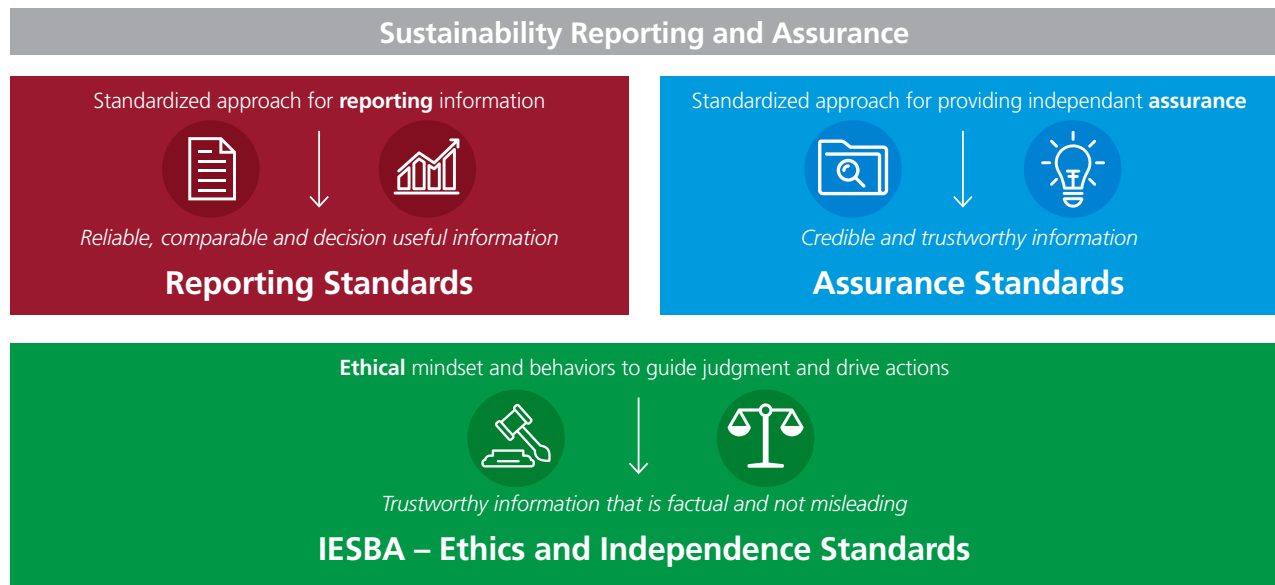 Sustainability Reporting and Assurance
Standardized approach for reporting information
Reliable, comparable and decision useful information
Reporting Standards
Standardized approach for providing independant assurance
Credible and trustworthy information
Assurance Standards
Ethical mindset and behaviors to guide judgment and drive actions
Trustworthy information that is factual and not misleading
IESBA – Ethics and Independence Standards